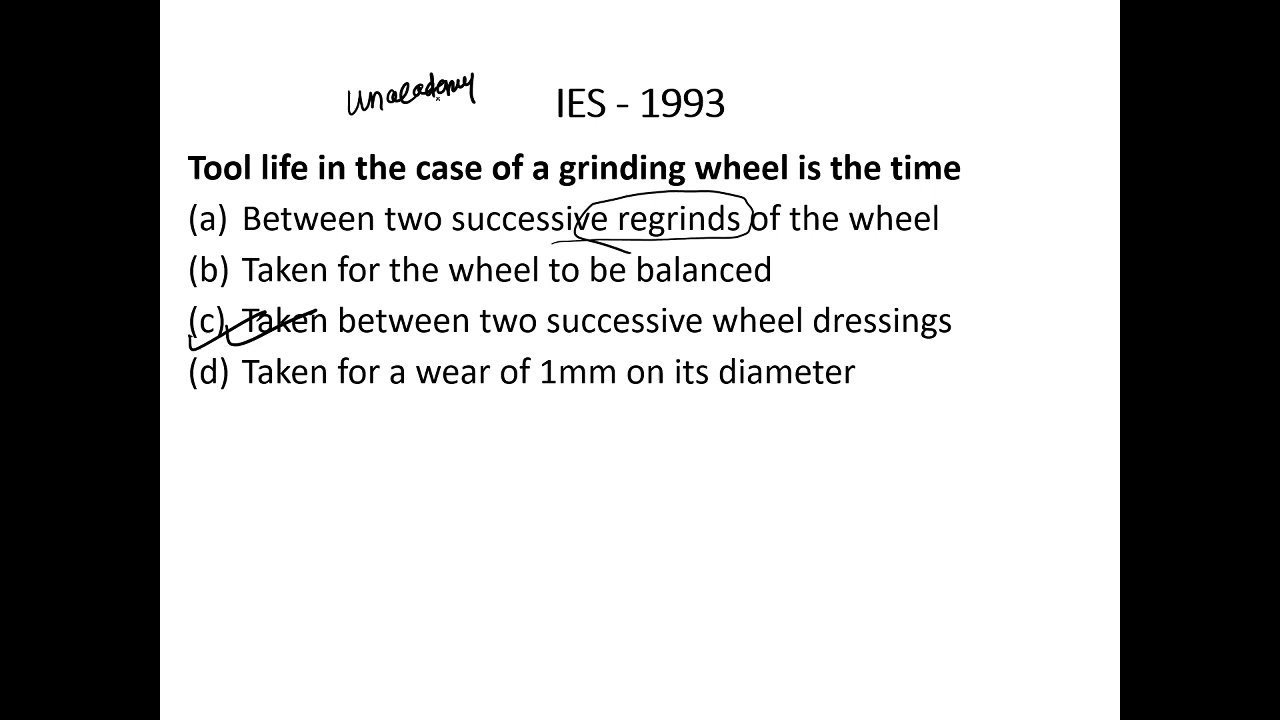 unacademy
IES - 1993
Tool life in the case of a grinding wheel is the time
(a) Between two successive regrinds of the wheel
(b) Taken for the wheel to be balanced
(c) Taken between two successive wheel dressings
(d) Taken for a wear of 1mm on its diameter